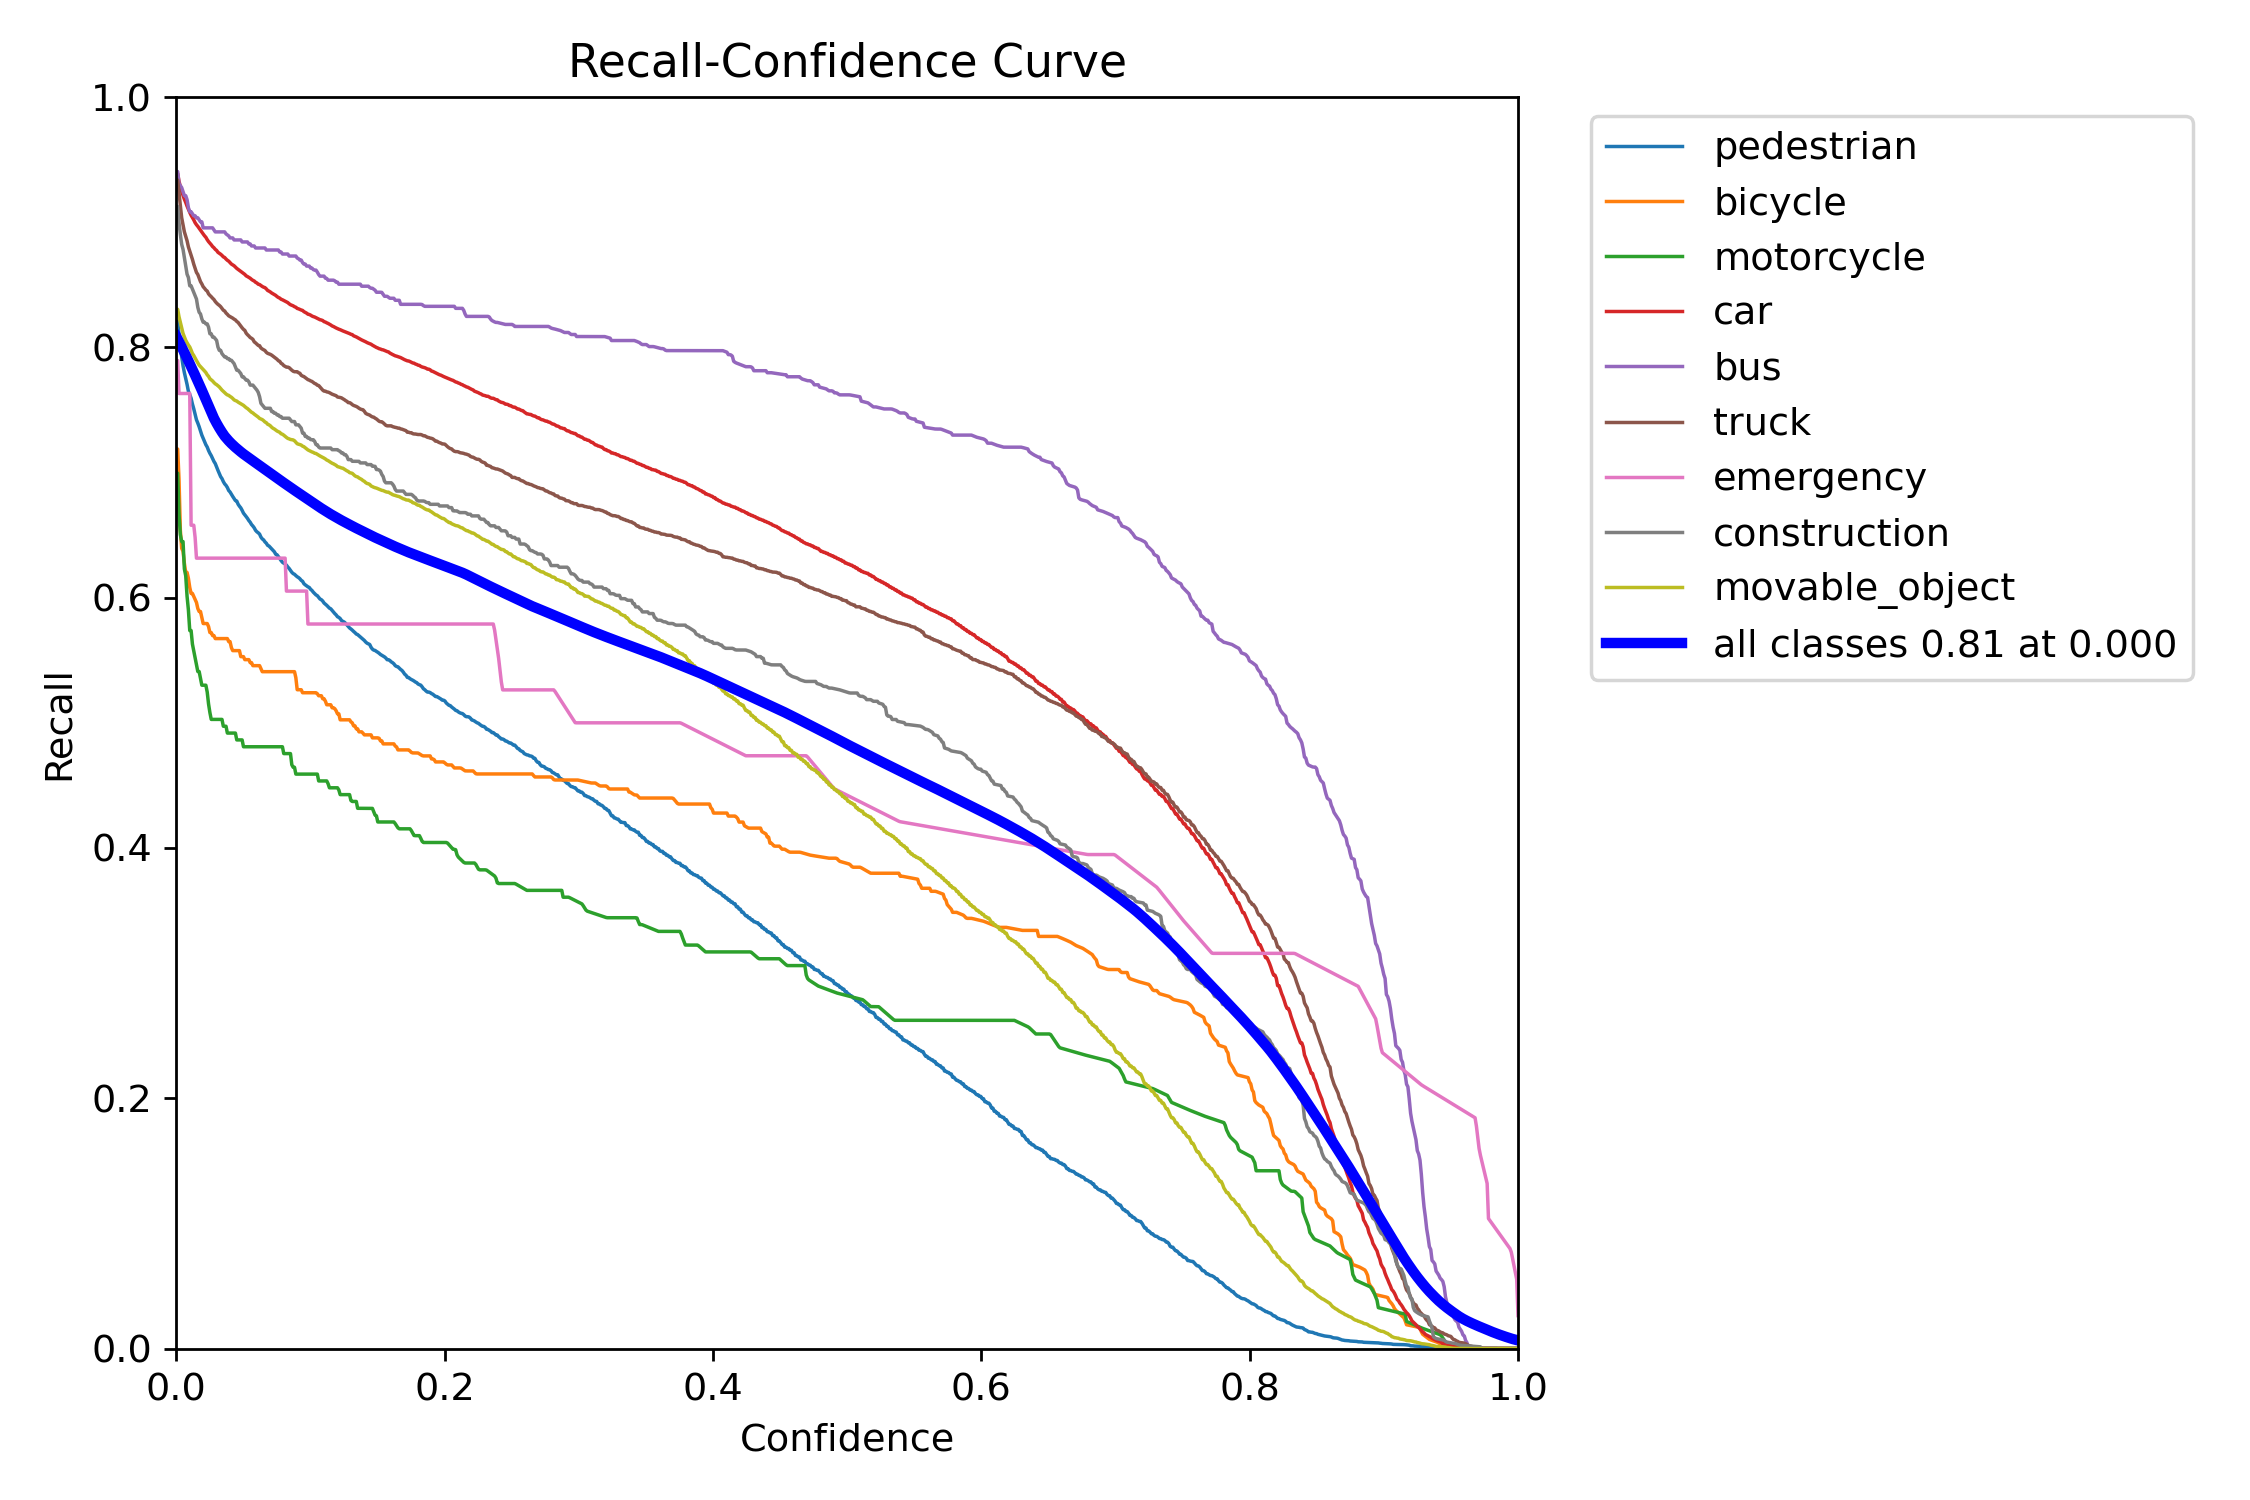 Recall-Confidence Curve
1.0
0.8
0.6
0.4
0.2
0.0
Recall
0.0 0.2 0.4 0.6 0.8 1.0
Confidence
pedestrian
bicycle
motorcycle
car
bus
truck
emergency
construction
movable_object
all classes 0.81 at 0.000